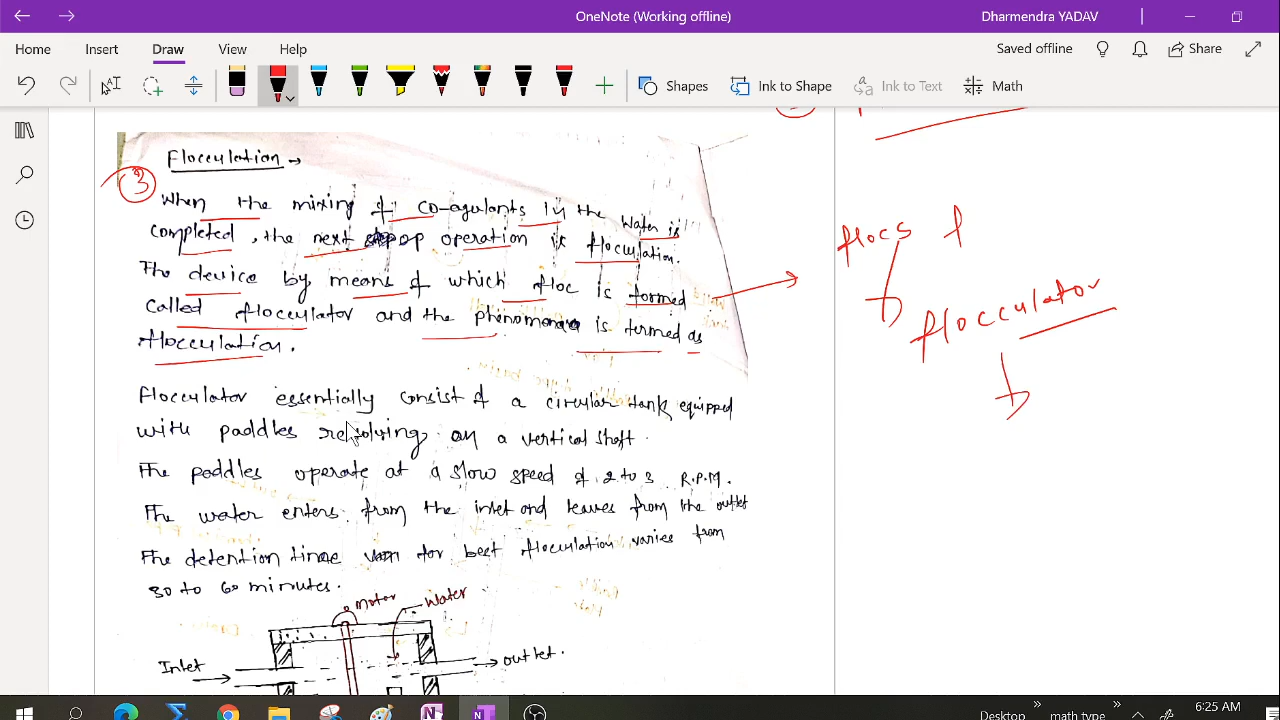 OneNote (Working offline)
Dharmendra YADAV
Home Insert Draw View Help
Saved offline
Share
Shapes
Ink to Shape
Ink to Text
Math
Flocculation →
3
When the mixing of co-agulants in the water is
completed, the next operation is flocculation.
The device by means of which floc is formed
called flocculator and the phenomona is formed as
flocculation.
Flocculator essentially consist of a circular tank equipped
with paddles revolving on a vertical shaft.
The paddles operate at a slow speed of 2 to 3 R.P.M.
The water enters from the inlet and leaves from the outlet
The detention time for best flocculation varies from
30 to 60 minutes.
Motor
Water
Inlet
outlet.
flocs f
flocculator
Desktop
math type
6:25 AM